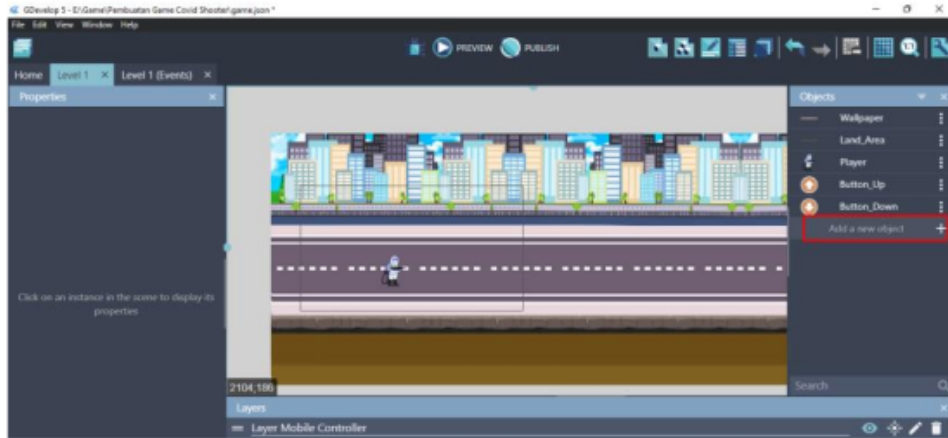 GDevelop 5 - E:\Game\Pembuatan Game Covid Shooter\game.json *
File Edit View Window Help
PREVIEW PUBLISH
Home Level 1 × Level 1 (Events) ×
Properties ×
Objects ×
Wallpaper
Land_Area
Player
Button_Up
Button_Down
Add a new object +
Click on an instance in the scene to display its
properties
2104;186
Search
Layers ×
Layer Mobile Controller